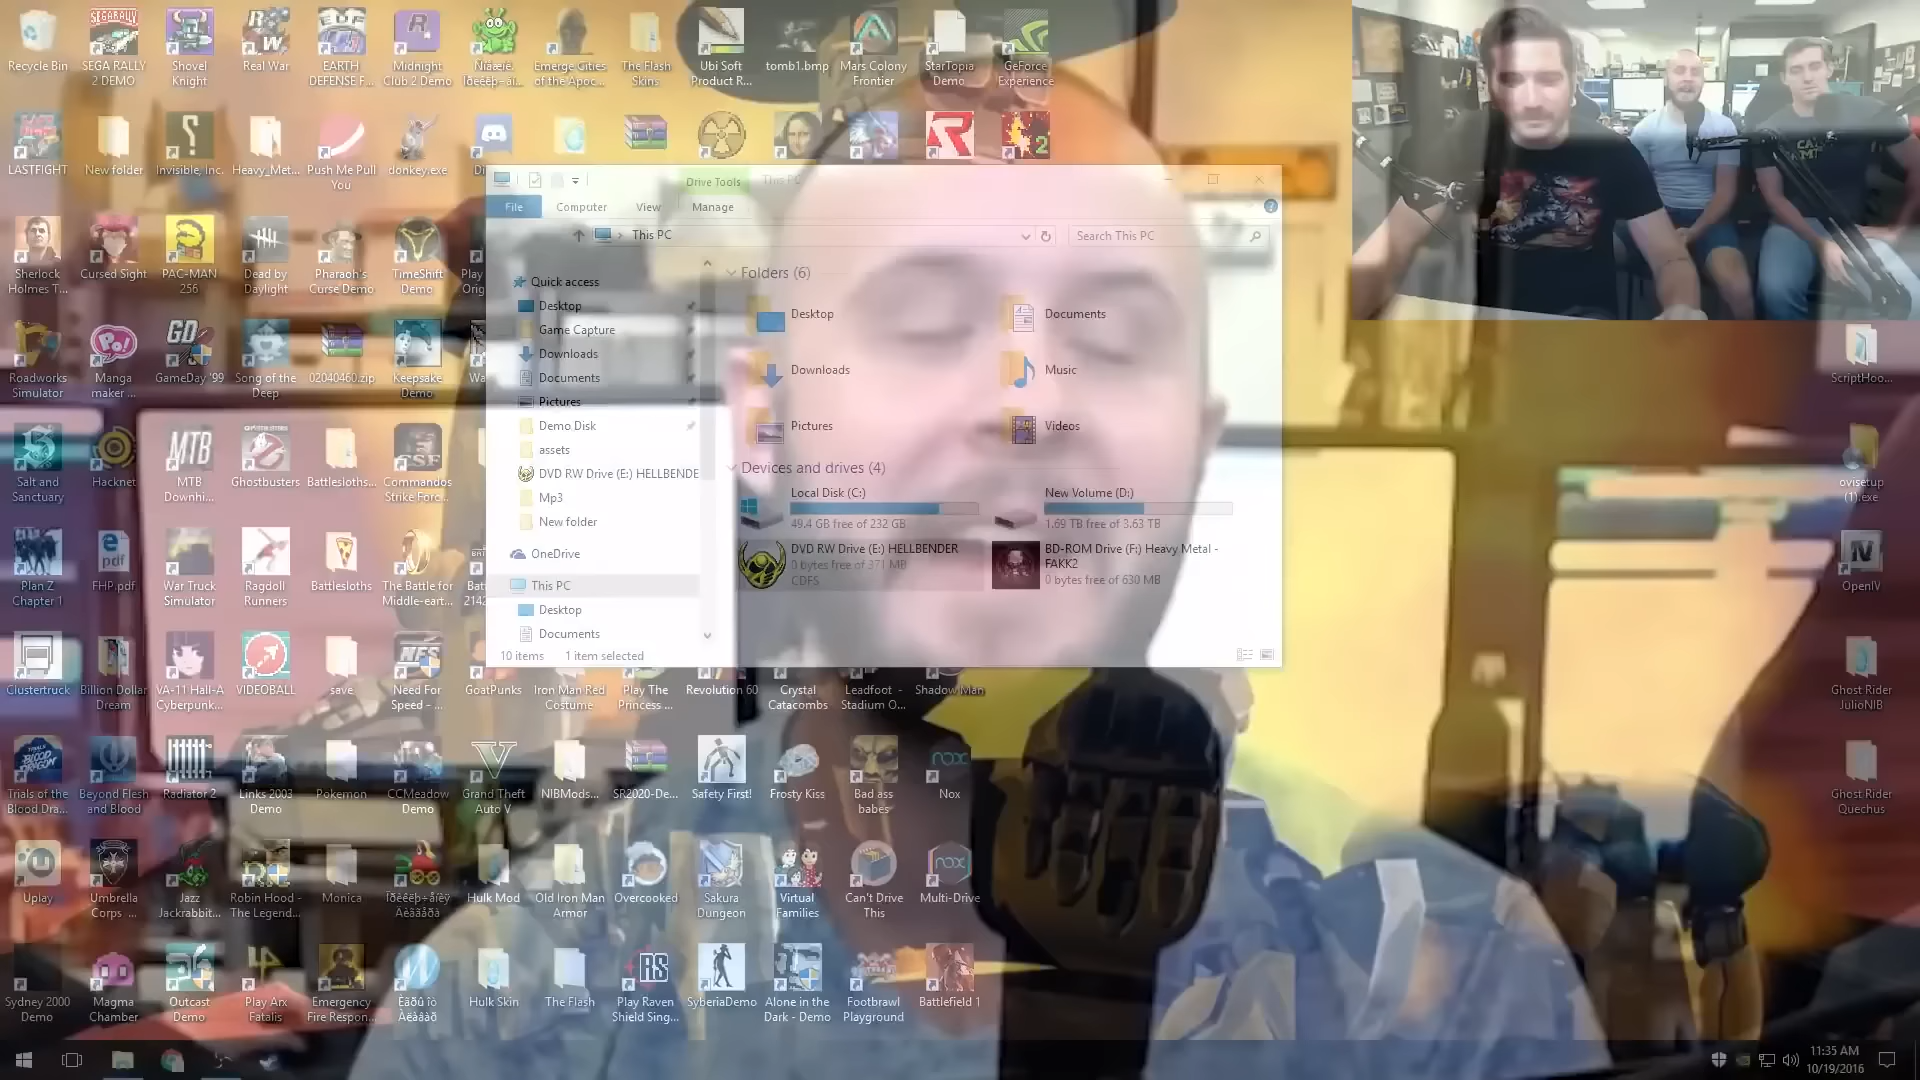 Recycle Bin
SEGA RALLY
2 DEMO
Shovel
Knight
Real War
EARTH
DEFENSE F...
Midnight
Club 2 Demo
Emerge Cities
of the Apoc...
The Flash
Skins
Ubi Soft
Product R...
tomb1.bmp
Mars Colony
Frontier
StarTopia
Demo
GeForce
Experience
LASTFIGHT
New folder
Invisible, Inc.
Heavy_Met...
Push Me Pull
You
donkey.exe
Drive Tools
This PC
File
Computer
View
Manage
This PC
Search This PC
Sherlock
Holmes T...
Cursed Sight
PAC-MAN
256
Dead by
Daylight
Pharaoh's
Curse Demo
TimeShift
Demo
Play
Orig
Quick access
Desktop
Game Capture
Downloads
Documents
Pictures
Demo Disk
assets
DVD RW Drive (E:) HELLBENDE
Mp3
New folder
OneDrive
This PC
Desktop
Documents
Folders (6)
Desktop
Documents
Downloads
Music
Pictures
Videos
Devices and drives (4)
Local Disk (C:)
49.4 GB free of 232 GB
New Volume (D:)
1.69 TB free of 3.63 TB
DVD RW Drive (E:) HELLBENDER
0 bytes free of 371 MB
CDFS
BD-ROM Drive (F:) Heavy Metal -
FAKK2
0 bytes free of 630 MB
10 items
1 item selected
Roadworks
Simulator
Manga
maker ...
GameDay '99
Song of the
Deep
02040460.zip
Keepsake
Demo
Wa
ScriptHoo...
Salt and
Sanctuary
Hacknet
MTB
Downhi...
Ghostbusters
Battlesloths...
Commandos
Strike Forc...
ovisetup
(1).exe
Plan Z
Chapter 1
FHP.pdf
War Truck
Simulator
Ragdoll
Runners
Battlesloths
The Battle for
Middle-eart...
Bat
2142
OpenIV
Clustertruck
Billion Dollar
Dream
VA-11 Hall-A
Cyberpunk...
VIDEOBALL
save
Need For
Speed - ...
GoatPunks
Iron Man Red
Costume
Play The
Princess ...
Revolution 60
Crystal
Catacombs
Leadfoot -
Stadium O...
Shadow Man
Ghost Rider
JulioNIB
Trials of the
Blood Dra...
Beyond Flesh
and Blood
Radiator 2
Links 2003
Demo
Pokemon
CCMeadow
Demo
Grand Theft
Auto V
NIBMods...
SR2020-De...
Safety First!
Frosty Kiss
Bad ass
babes
Nox
Ghost Rider
Quechus
Uplay
Umbrella
Corps ...
Jazz
Jackrabbit...
Robin Hood -
The Legend...
Monica
Hulk Mod
Old Iron Man
Armor
Overcooked
Sakura
Dungeon
Virtual
Families
Can't Drive
This
Multi-Drive
Sydney 2000
Demo
Magma
Chamber
Outcast
Demo
Play Arx
Fatalis
Emergency
Fire Respon...
Hulk Skin
The Flash
Play Raven
Shield Sing...
SyberiaDemo
Alone in the
Dark - Demo
Footbrawl
Playground
Battlefield 1
11:35 AM
10/19/2016